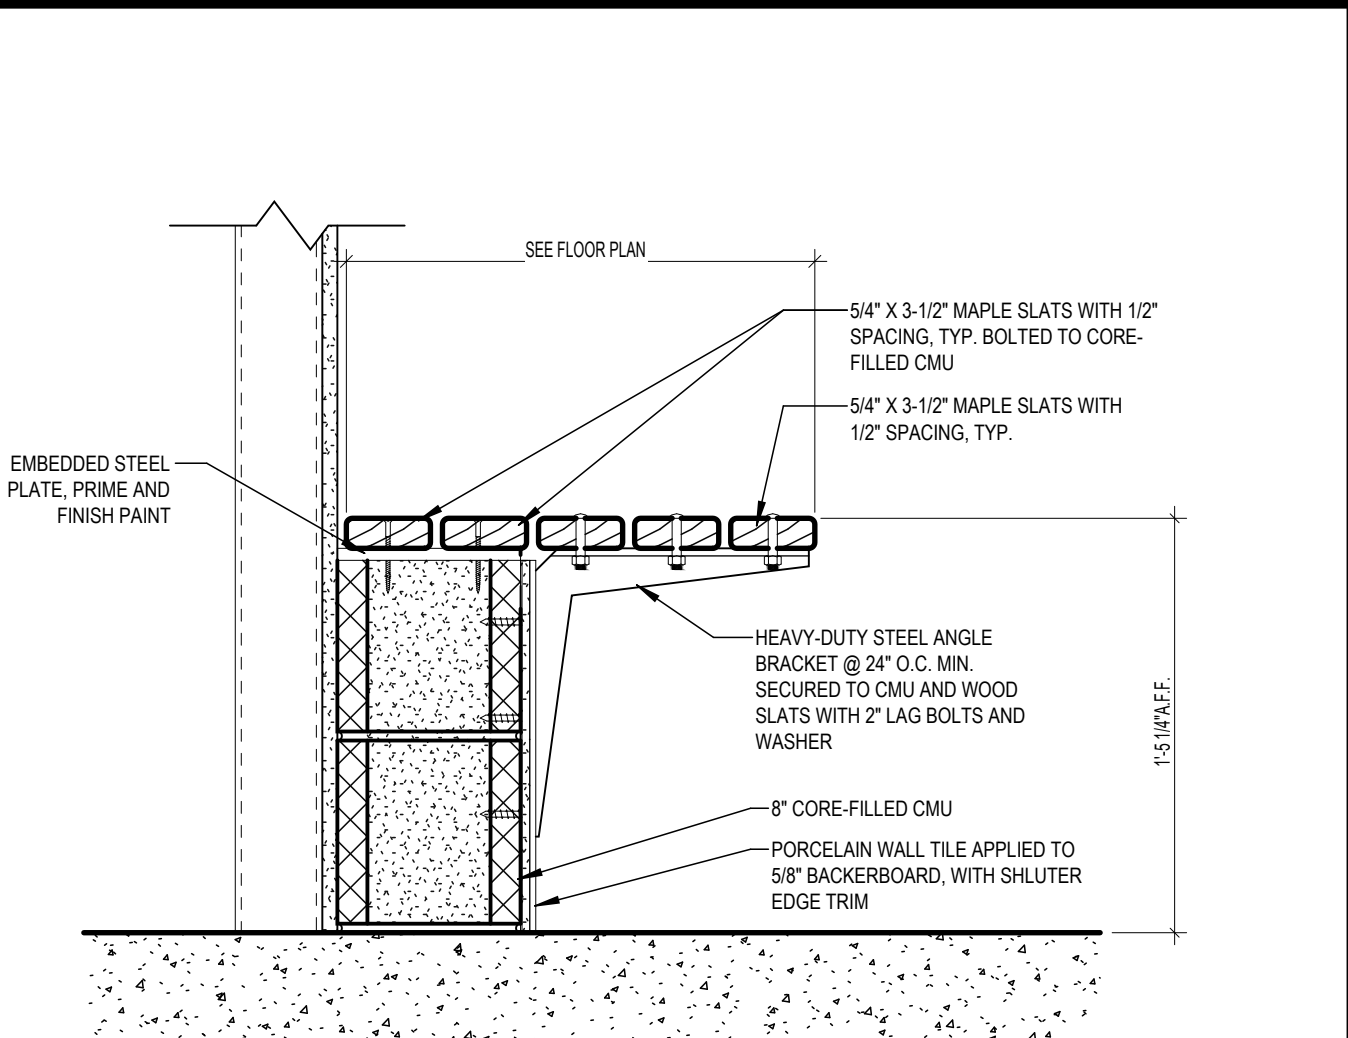 SEE FLOOR PLAN
5/4" X 3-1/2" MAPLE SLATS WITH 1/2"
SPACING, TYP. BOLTED TO CORE-
FILLED CMU
5/4" X 3-1/2" MAPLE SLATS WITH
1/2" SPACING, TYP.
EMBEDDED STEEL
PLATE, PRIME AND
FINISH PAINT
HEAVY-DUTY STEEL ANGLE
BRACKET @ 24" O.C. MIN.
SECURED TO CMU AND WOOD
SLATS WITH 2" LAG BOLTS AND
WASHER
1'-5 1/4"A.F.F.
8" CORE-FILLED CMU
PORCELAIN WALL TILE APPLIED TO
5/8" BACKERBOARD, WITH SHLUTER
EDGE TRIM